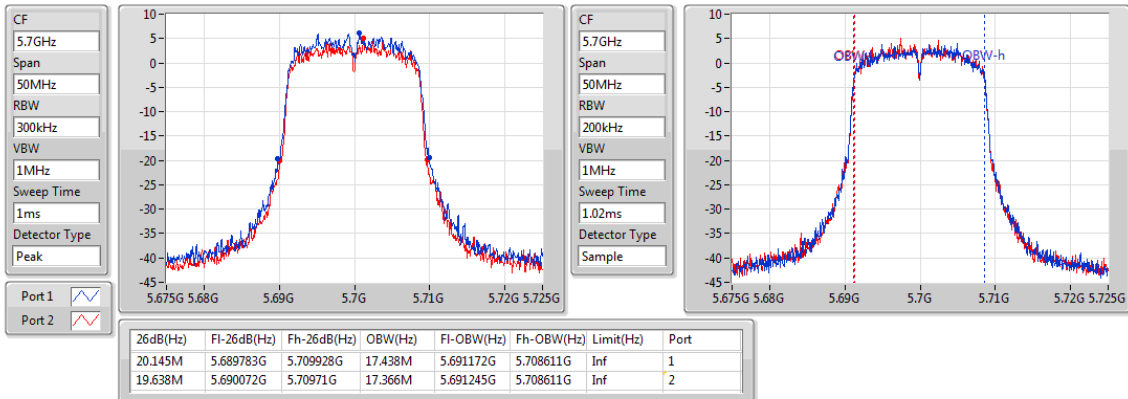 CF
5.7GHz
Span
50MHz
RBW
300kHz
VBW
1MHz
Sweep Time
1ms
Detector Type
Peak
Port 1
Port 2
10
5
0
-5
-10
-15
-20
-25
-30
-35
-40
-45
5.675G 5.68G 5.69G 5.7G 5.71G 5.72G 5.725G
CF
5.7GHz
Span
50MHz
RBW
200kHz
VBW
1MHz
Sweep Time
1.02ms
Detector Type
Sample
10
5
0
-5
-10
-15
-20
-25
-30
-35
-40
-45
OBW-h
5.675G 5.68G 5.69G 5.7G 5.71G 5.72G 5.725G
26dB(Hz) Fl-26dB(Hz) Fh-26dB(Hz) OBW(Hz) Fl-OBW(Hz) Fh-OBW(Hz) Limit(Hz) Port
20.145M 5.689783G 5.709928G 17.438M 5.691172G 5.708611G Inf 1
19.638M 5.690072G 5.70971G 17.366M 5.691245G 5.708611G Inf 2